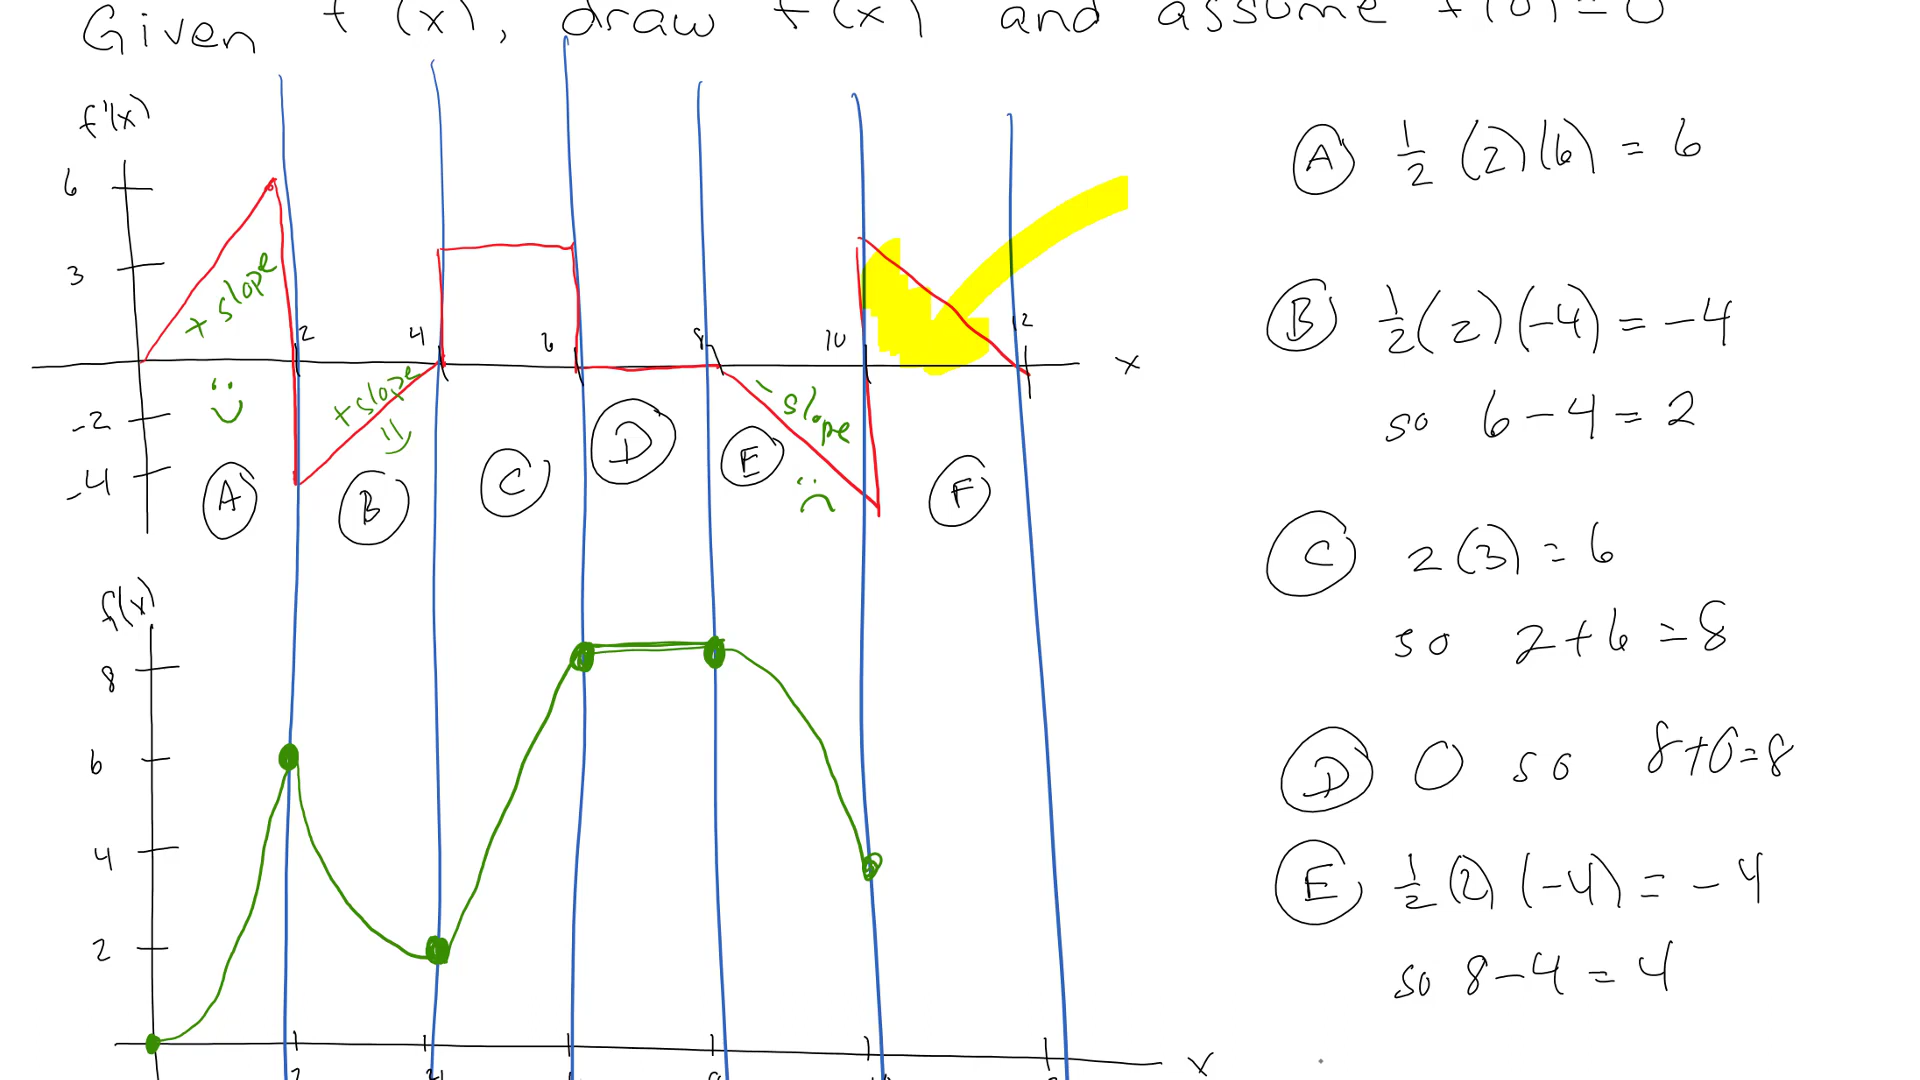 Given f'(x), draw f(x) and assume f(0)=0
f'(x)
6
3
-2
-4
2
4
6
8
10
12
x
+ slope
+ slope
- slope
A
B
C
D
E
F
f(x)
8
6
4
2
2
4
x
A 1/2 (2)(6) = 6
B 1/2 (2)(-4) = -4
so 6-4=2
C 2(3) = 6
so 2+6=8
D 0 so 8+0=8
E 1/2 (2)(-4) = -4
so 8-4=4